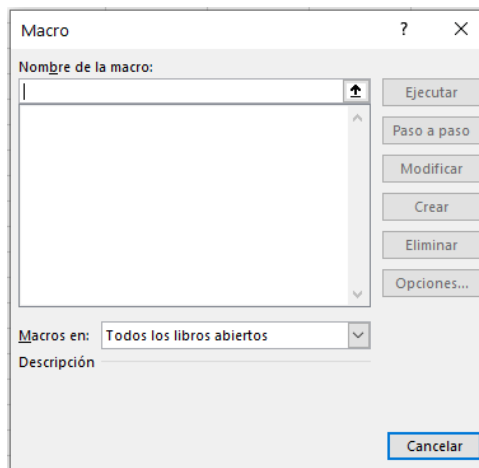 Macro
Nombre de la macro:
Ejecutar
Paso a paso
Modificar
Crear
Eliminar
Opciones...
Macros en: Todos los libros abiertos
Descripción
Cancelar